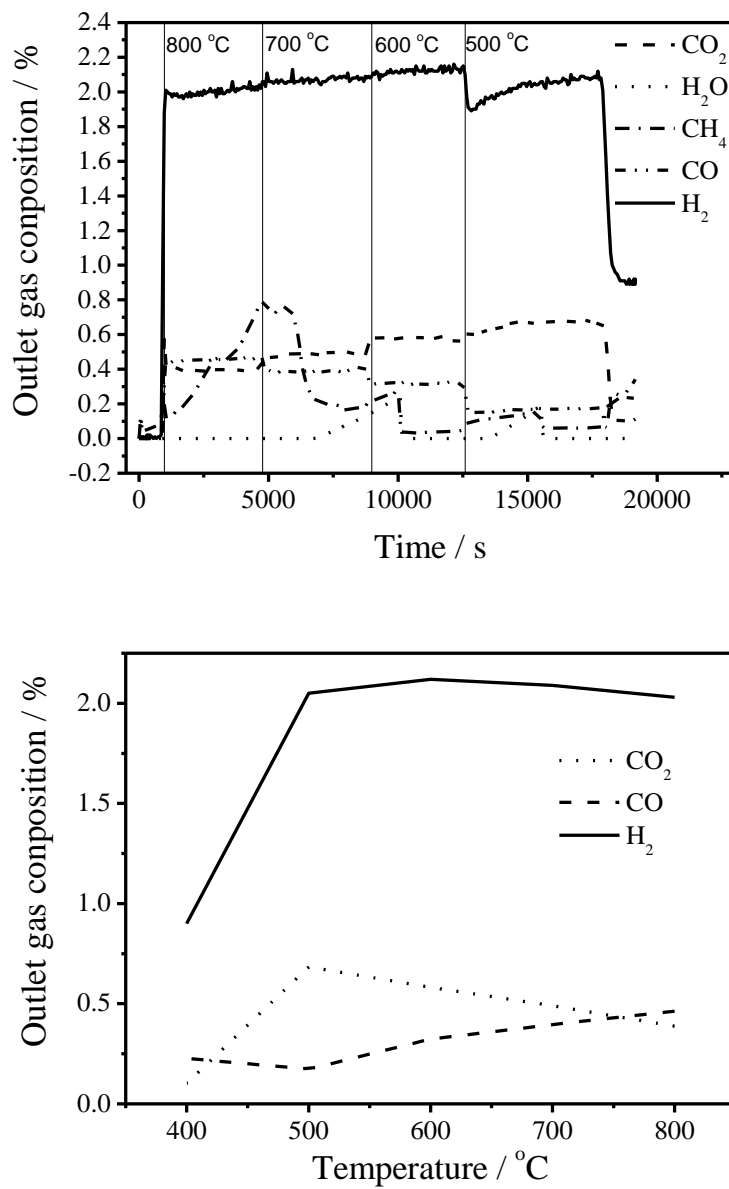 2.4
2.2
2.0
1.8
1.6
1.4
1.2
1.0
0.8
0.6
0.4
0.2
0.0
-0.2
Outlet gas conposition / %
800 °C
700 °C
600 °C
500 °C
CO₂
H₂O
CH₄
CO
H₂
0
5000
10000
15000
20000
Time / s
2.0
1.5
1.0
0.5
0.0
Outlet gas conposition / %
CO₂
CO
H₂
400
500
600
700
800
Temperature / °C